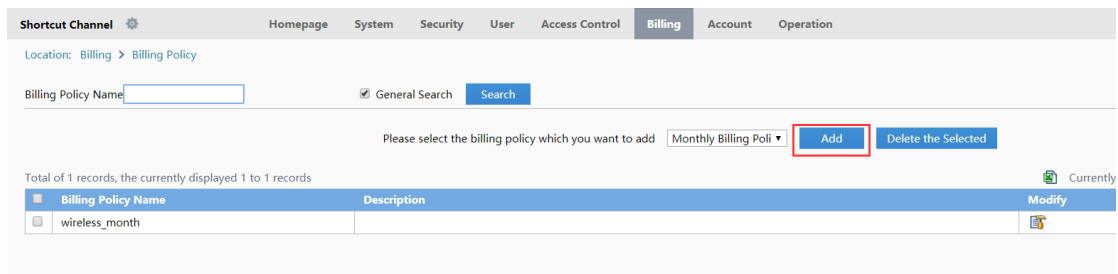 Shortcut Channel Homepage System Security User Access Control Billing Account Operation
Location: Billing > Billing Policy
Billing Policy Name General Search Search
Please select the billing policy which you want to add Monthly Billing Poli Add Delete the Selected
Total of 1 records, the currently displayed 1 to 1 records Currently
Billing Policy Name Description Modify
wireless_month